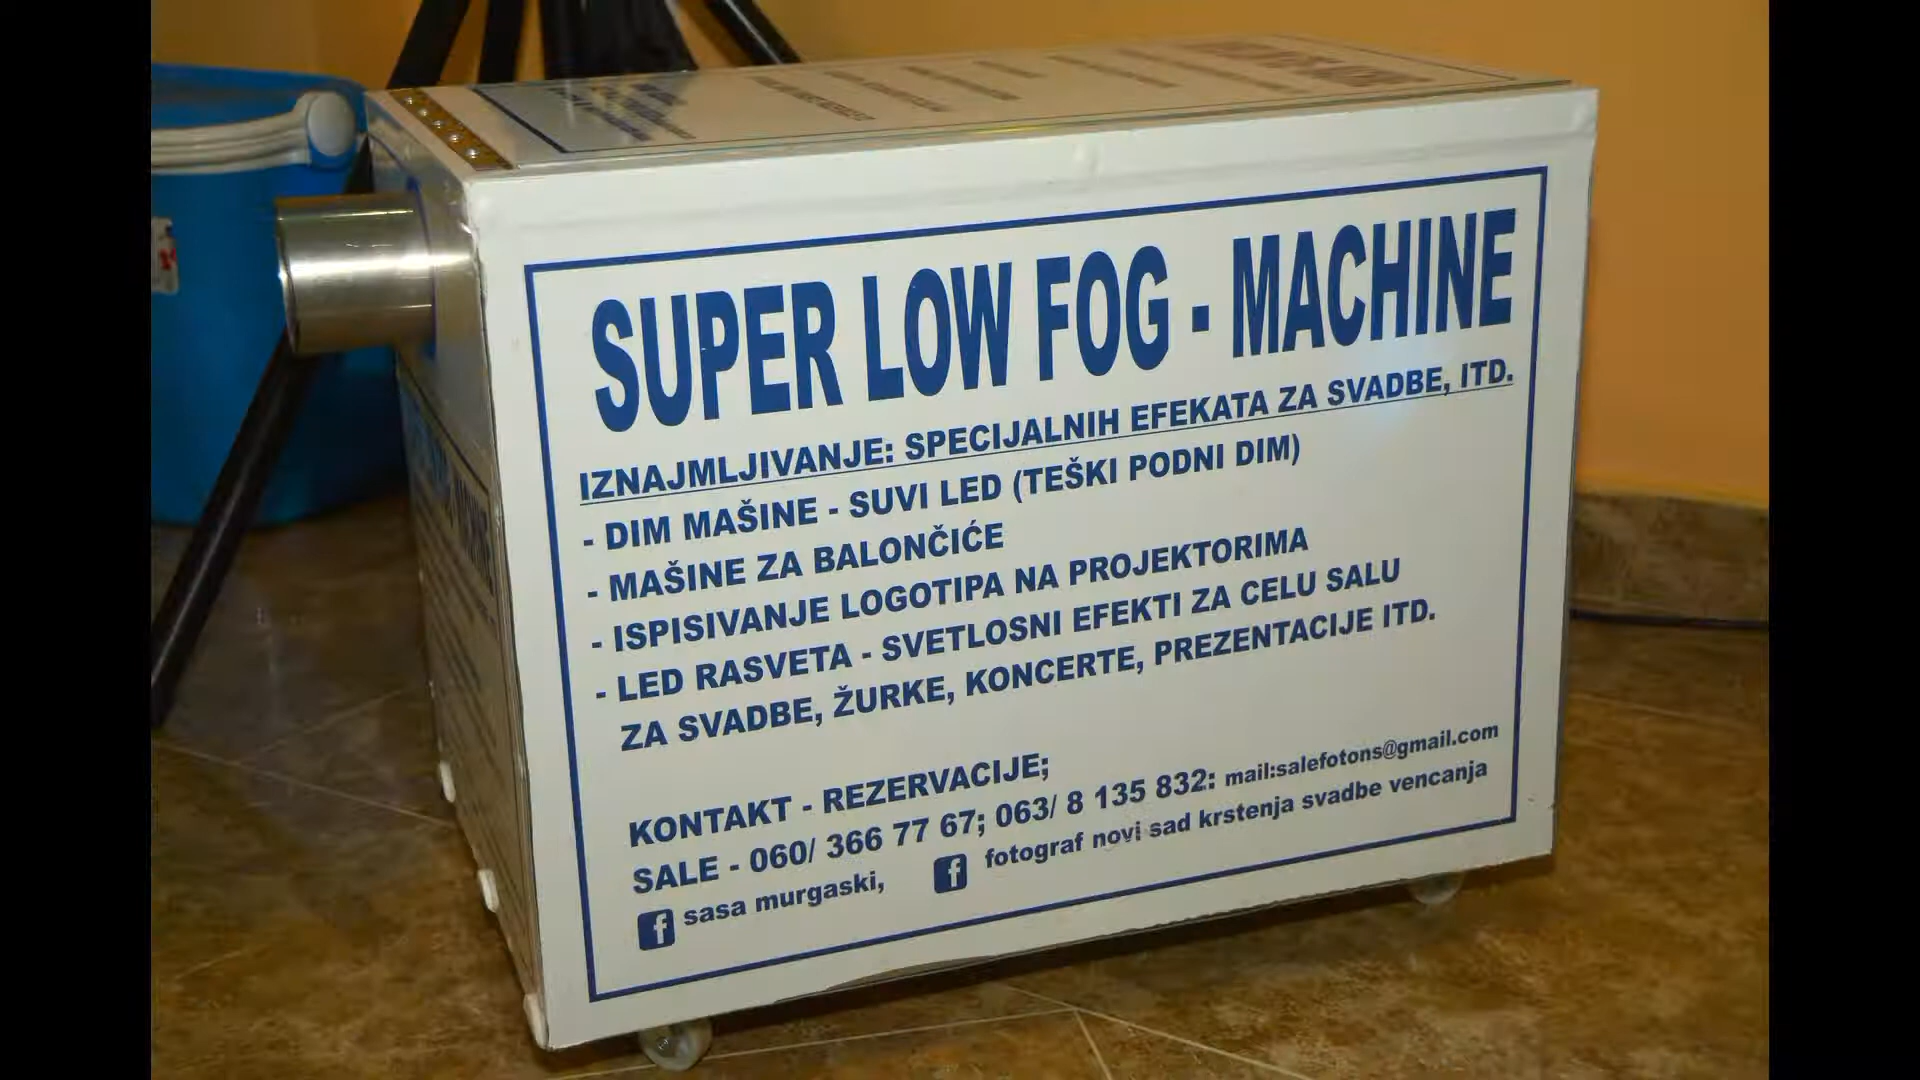 SUPER LOW FOG - MACHINE
IZNAJMLJIVANJE: SPECIJALNIH EFEKATA ZA SVADBE, ITD.
- DIM MAŠINE - SUVI LED (TEŠKI PODNI DIM)
- MAŠINE ZA BALONČIĆE
- ISPISIVANJE LOGOTIPA NA PROJEKTORIMA
- LED RASVETA - SVETLOSNI EFEKTI ZA CELU SALU
ZA SVADBE, ŽURKE, KONCERTE, PREZENTACIJE ITD.
KONTAKT - REZERVACIJE;
SALE - 060/ 366 77 67; 063/ 8 135 832: mail:salefotons@gmail.com
f sasa murgaski, f fotograf novi sad krstenja svadbe vencanja